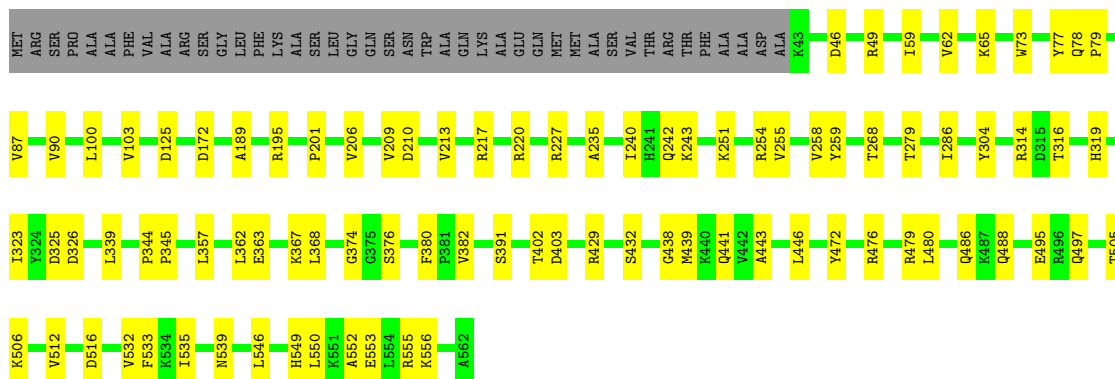 MET ARG SER PRO ALA ALA PHE VAL ALA ARG SER GLY LEU PHE LYS ALA SER LEU GLY GLN SER ASN TRP ALA GLN LYS ALA GLU GLN MET MET ALA SER VAL THR ARG THR PHE ALA ALA ASP ALA K43 D46 R49 I59 V62 K65 W73 Y77 Q78 P79
V87 V90 L100 V103 D125 D172 A189 R195 P201 V206 V209 D210 V213 R217 R220 R227 A235 I240 H241 Q242 K243 K251 R254 V255 V258 Y259 T268 T279 I286 Y304 R314 D315 T316 H319
I323 Y324 D325 D326 L339 P344 P345 L357 L362 E363 K367 L368 G374 G375 S376 F380 P381 V382 S391 T402 D403 R429 S432 G438 M439 K440 Q441 V442 A443 L446 Y472 R476 R479 L480 Q486 K487 Q488 E495 R496 Q497 T505
K506 V512 D516 V532 F533 K534 I535 N539 L546 H549 L550 K551 A552 E553 L554 R555 K556 A562